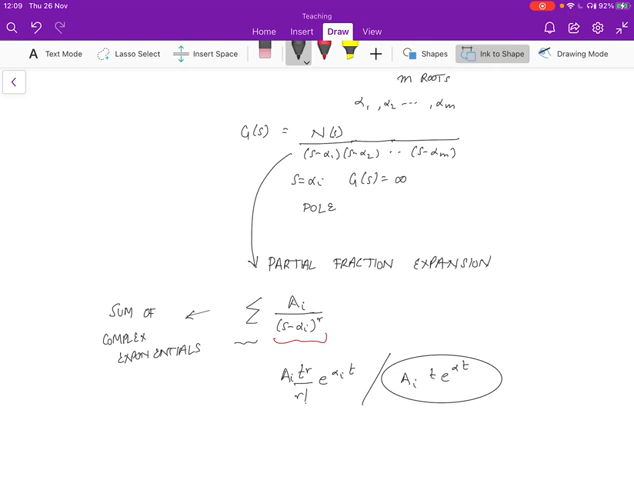 12:09 Thu 26 Nov
Teaching
92%
Home Insert Draw View
Text Mode Lasso Select Insert Space Shapes Ink to Shape Drawing Mode
m ROOTS
α₁, α₂ ..., αₘ
G(s) = N(s) / (s-α₁)(s-α₂) .. (s-αₘ)
s=αᵢ G(s)=∞
POLE
PARTIAL FRACTION EXPANSION
SUM OF COMPLEX EXPONENTIALS ← Σ Aᵢ / (s-αᵢ)ʳ
Aᵢ tʳ / r! e^αᵢt / Aᵢ t e^αt